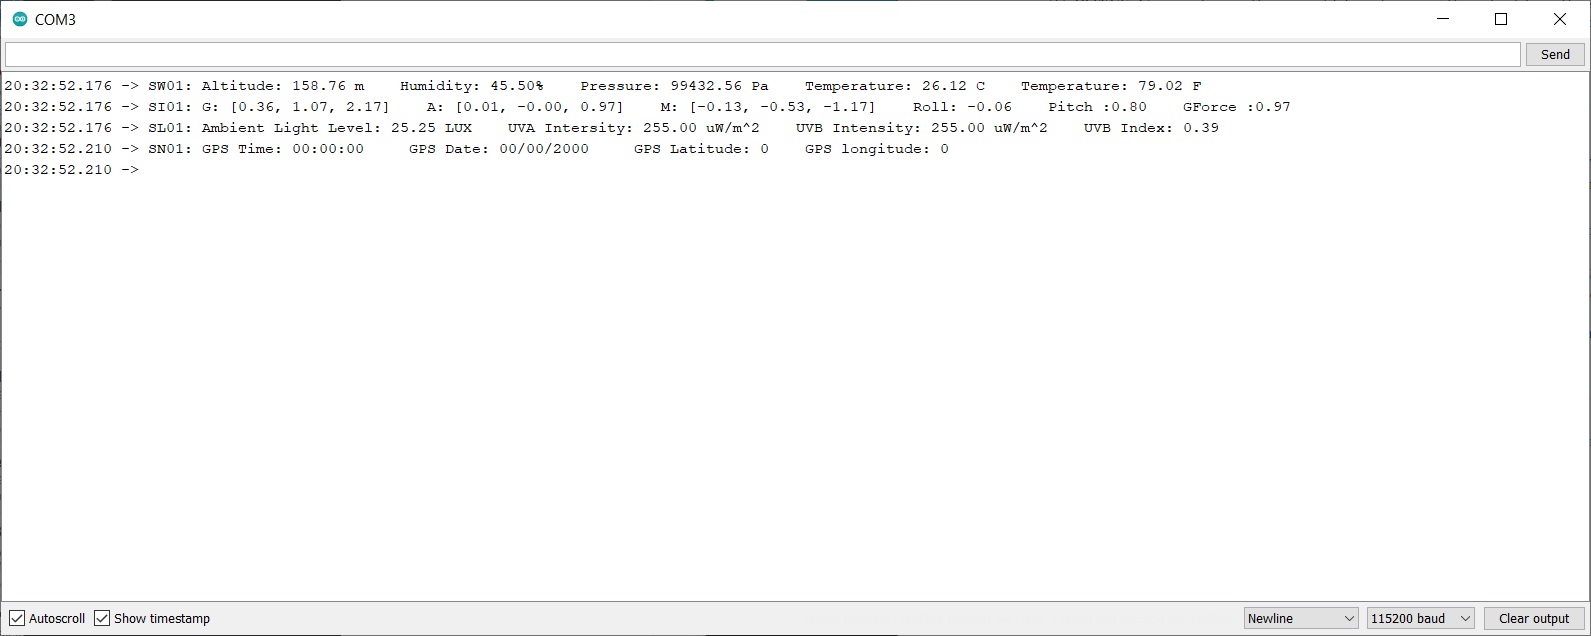 COM3
Send
20:32:52.176 -> SW01: Altitude: 158.76 m    Humidity: 45.50%    Pressure: 99432.56 Pa    Temperature: 26.12 C    Temperature: 79.02 F
20:32:52.176 -> SI01: G: [0.36, 1.07, 2.17]    A: [0.01, -0.00, 0.97]    M: [-0.13, -0.53, -1.17]    Roll: -0.06    Pitch :0.80    GForce :0.97
20:32:52.176 -> SL01: Ambient Light Level: 25.25 LUX    UVA Intersity: 255.00 uW/m^2    UVB Intensity: 255.00 uW/m^2    UVB Index: 0.39
20:32:52.210 -> SN01: GPS Time: 00:00:00     GPS Date: 00/00/2000     GPS Latitude: 0    GPS longitude: 0
20:32:52.210 ->
Autoscroll Show timestamp Newline 115200 baud Clear output